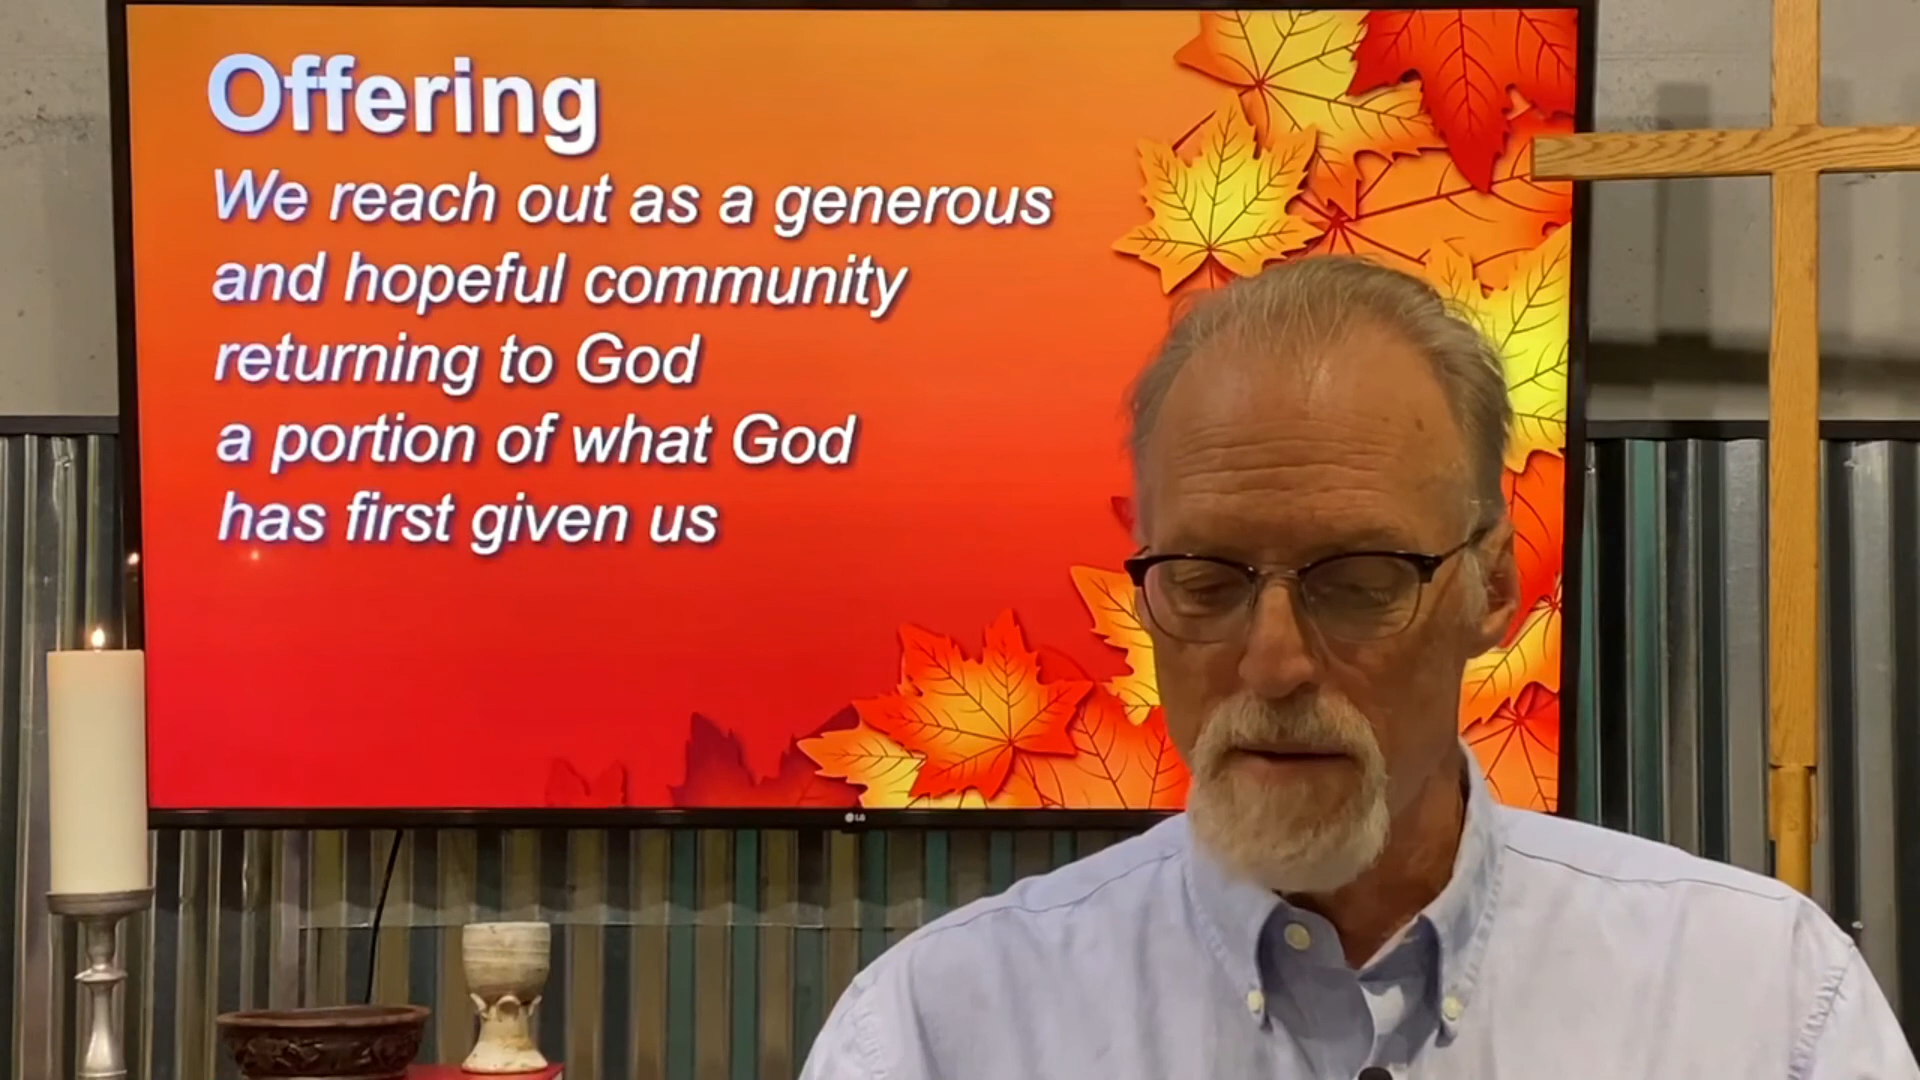 Offering
We reach out as a generous
and hopeful community
returning to God
a portion of what God
has first given us
LG